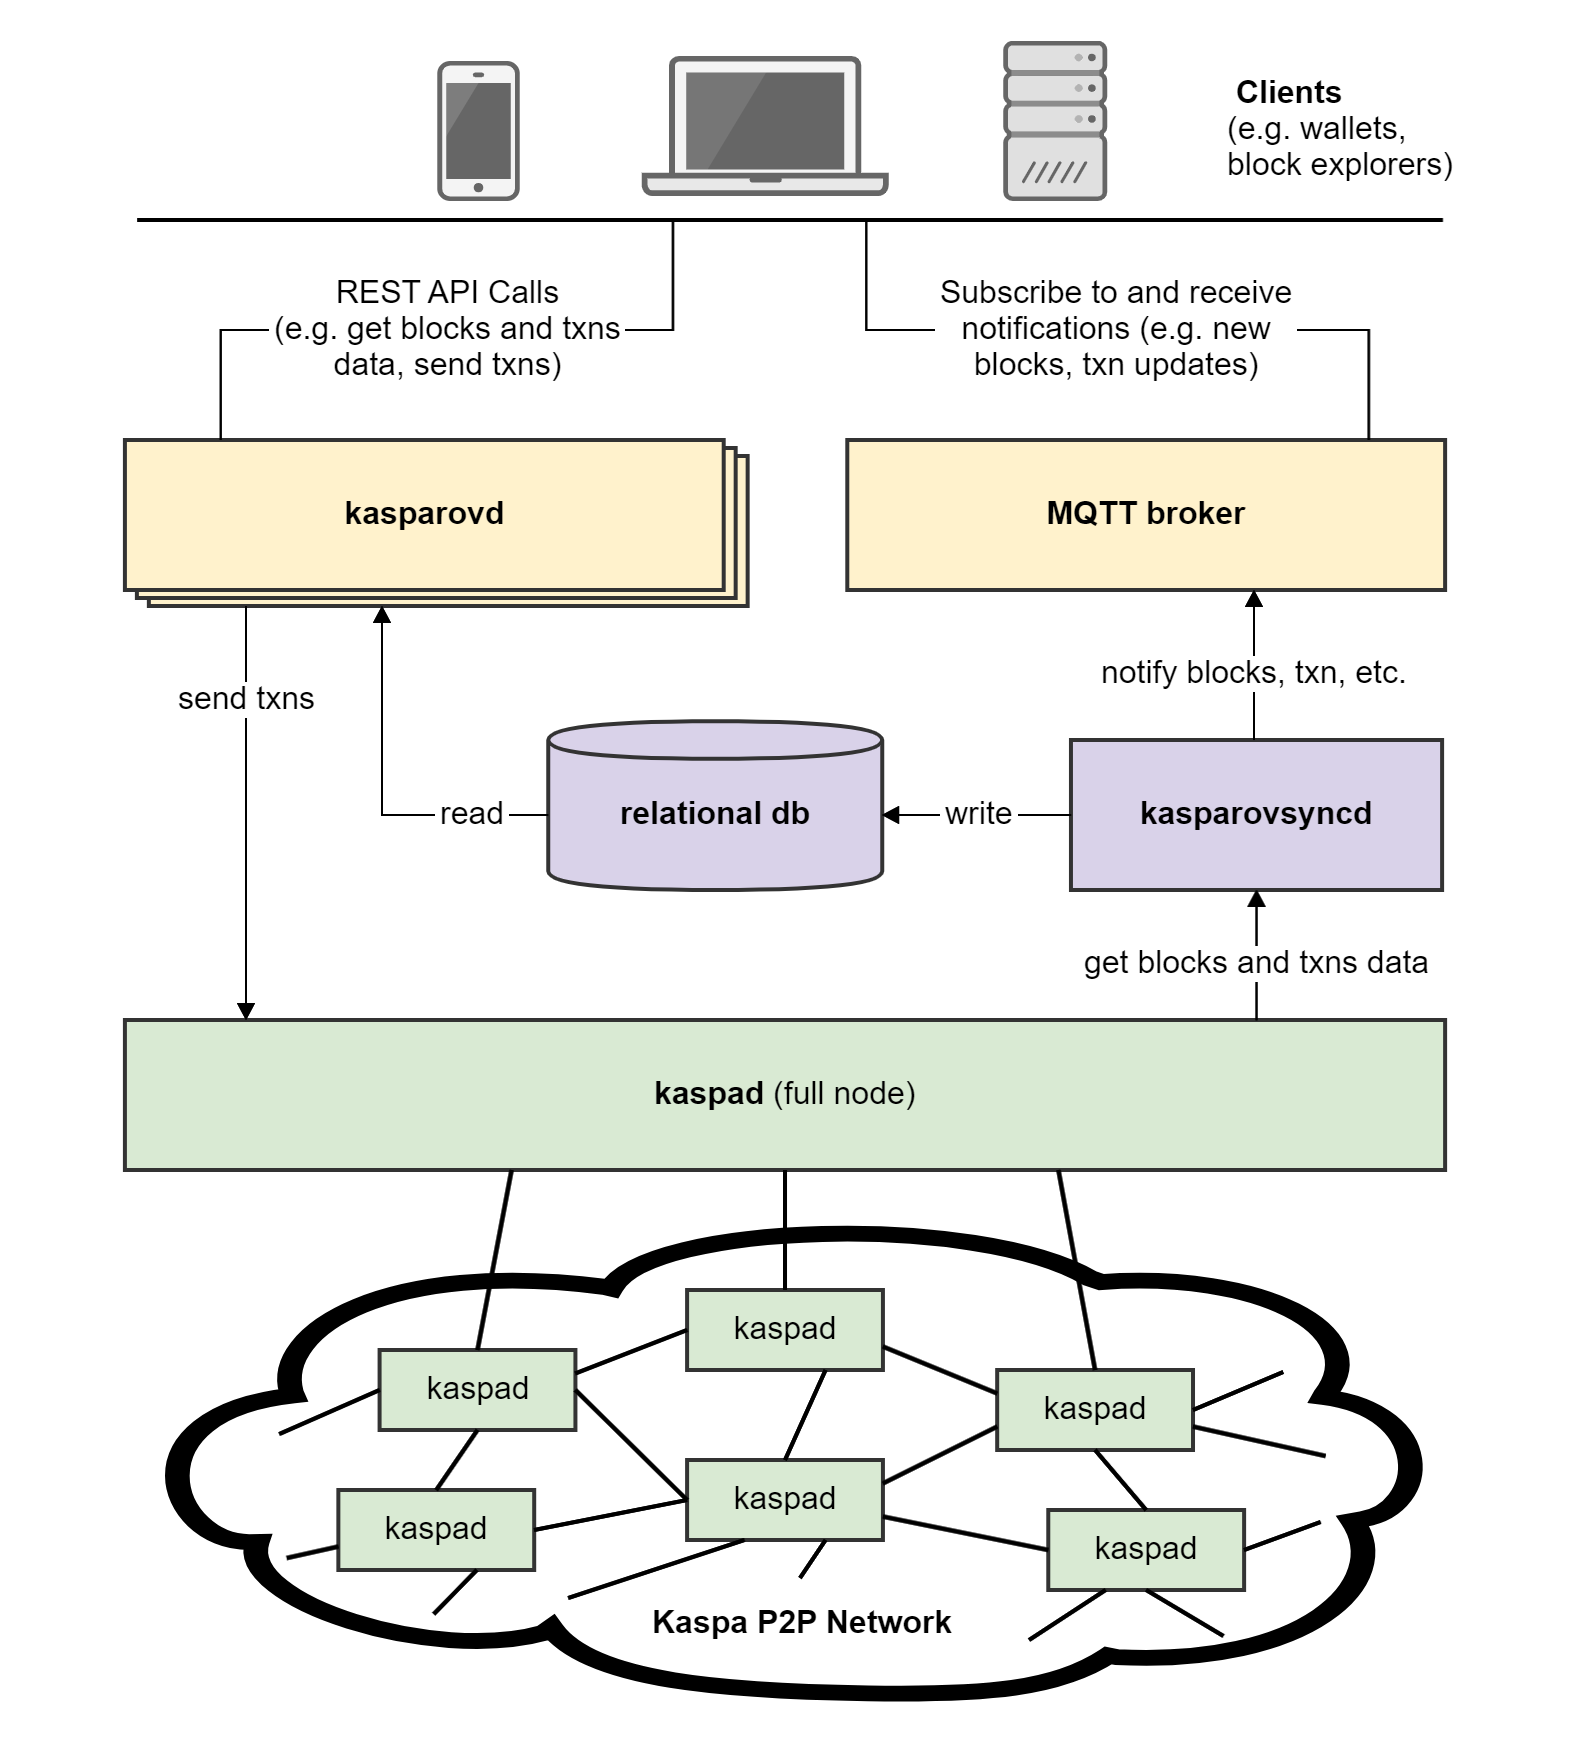 Clients
(e.g. wallets,
block explorers)
REST API Calls
(e.g. get blocks and txns
data, send txns)
Subscribe to and receive
notifications (e.g. new
blocks, txn updates)
kasparovd
MQTT broker
send txns
notify blocks, txn, etc.
read
relational db
write
kasparovsyncd
get blocks and txns data
kaspad (full node)
kaspad
kaspad
kaspad
kaspad
kaspad
kaspad
Kaspa P2P Network